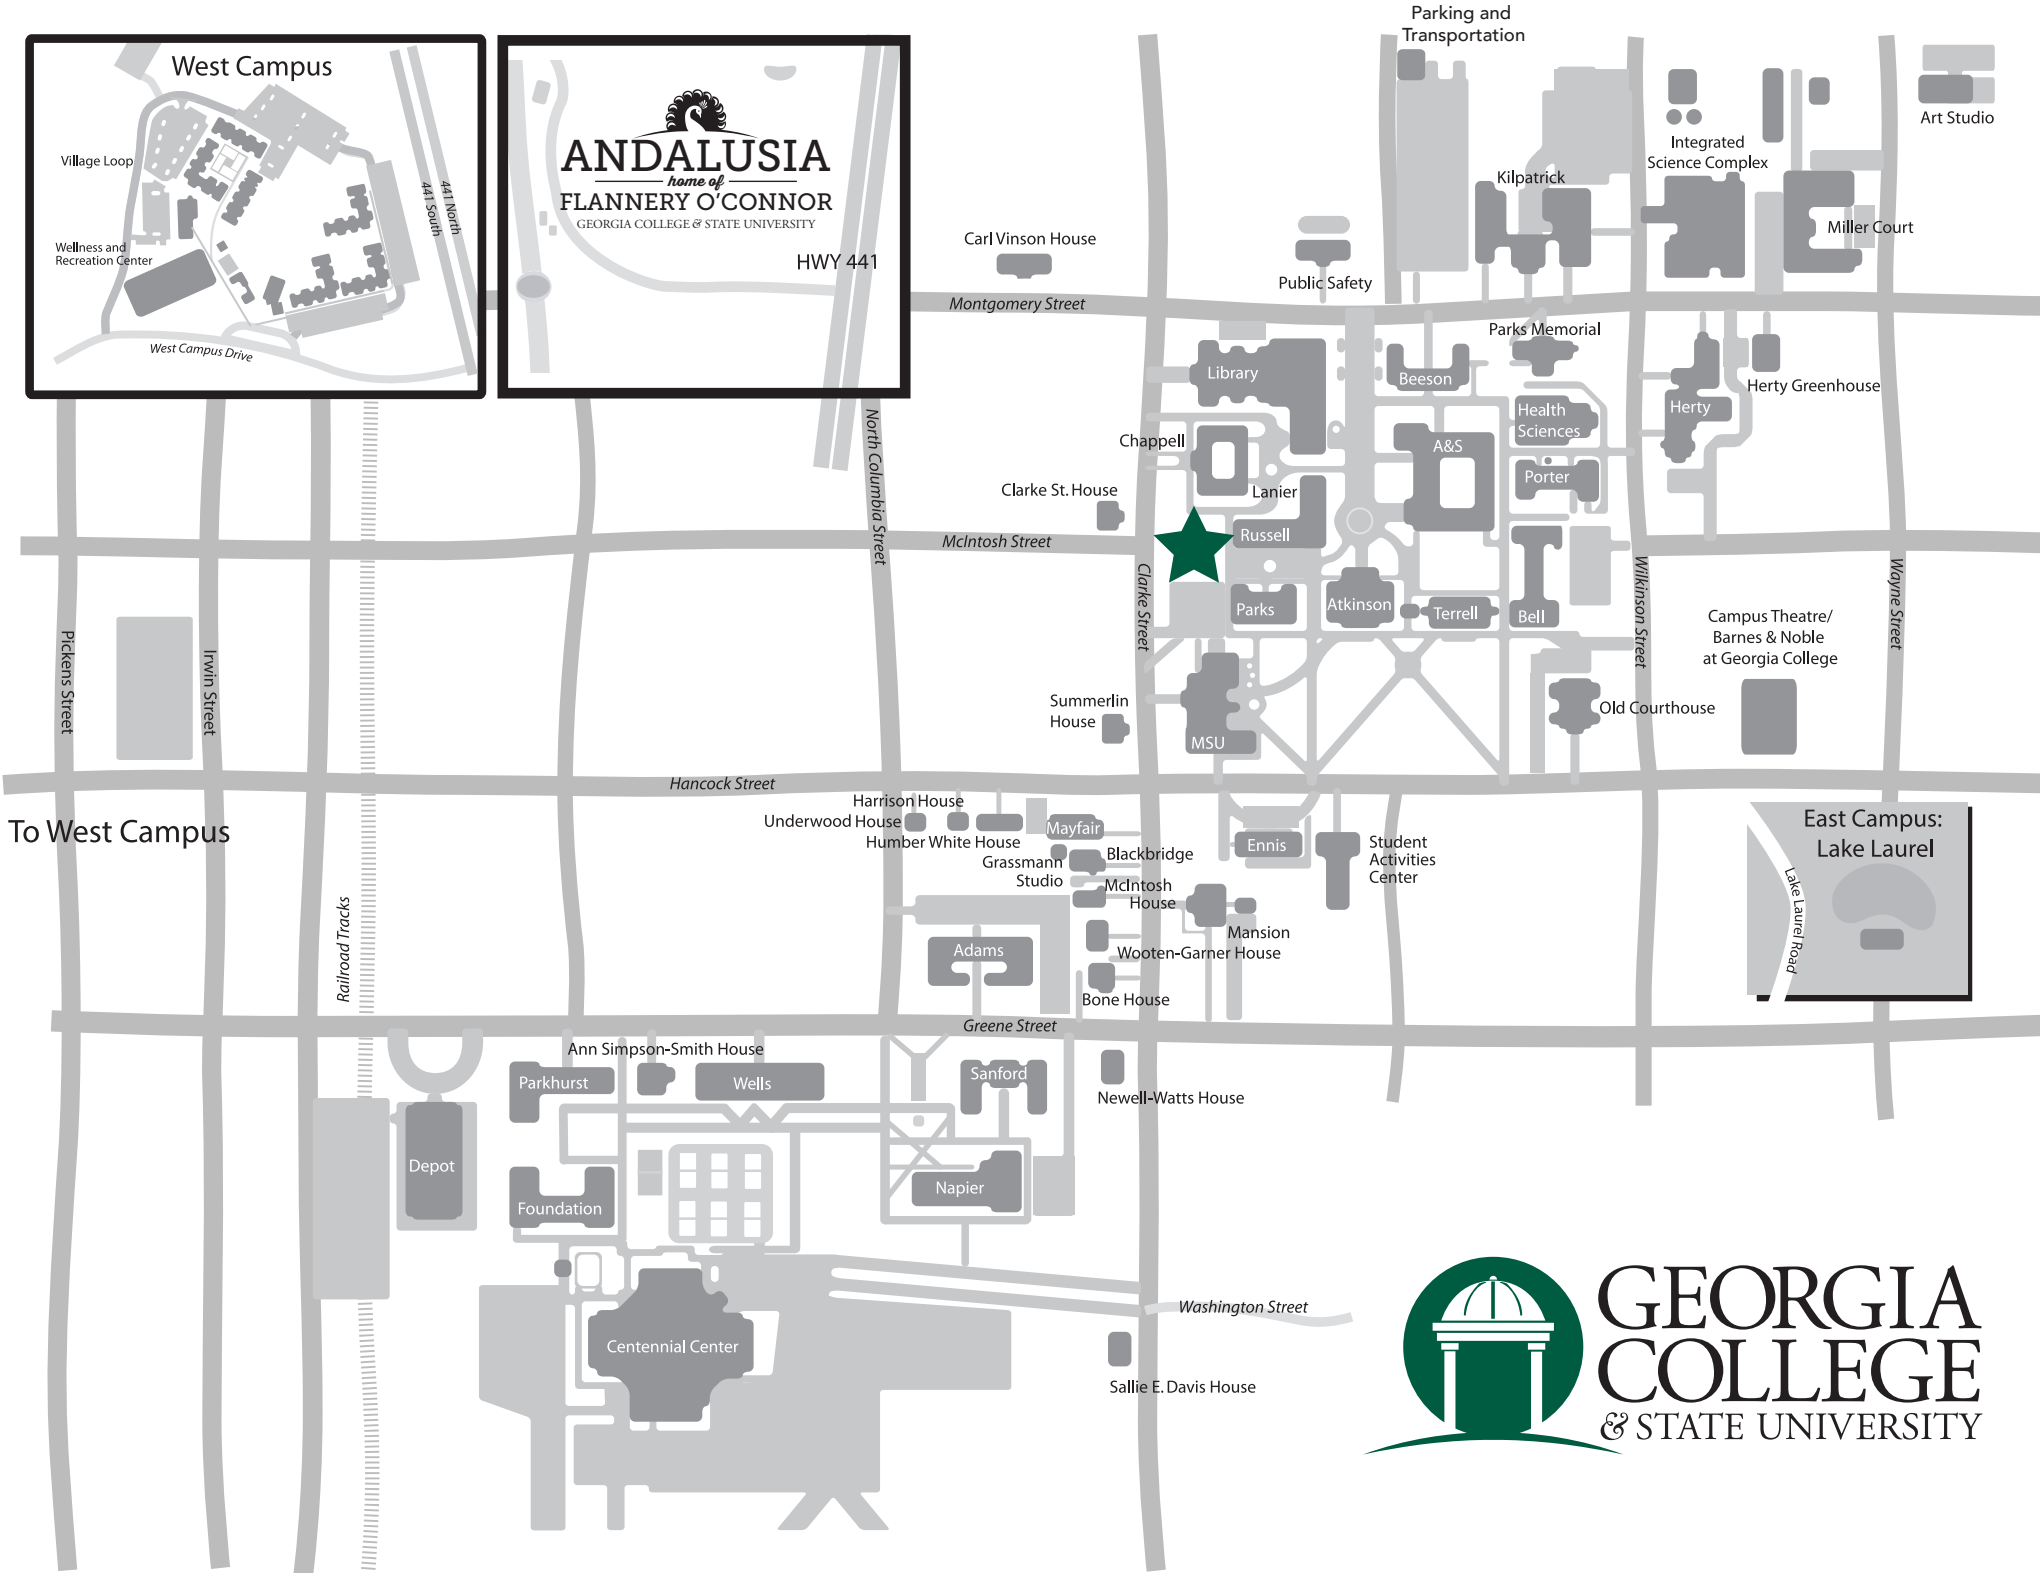 Parking and
Transportation
West Campus
Village Loop
Wellness and
Recreation Center
441 North
441 South
West Campus Drive
ANDALUSIA
home of
FLANNERY O'CONNOR
GEORGIA COLLEGE & STATE UNIVERSITY
HWY 441
Art Studio
Integrated
Science Complex
Kilpatrick
Miller Court
Carl Vinson House
Public Safety
Montgomery Street
Parks Memorial
Library
Beeson
Herty Greenhouse
Herty
Health
Sciences
Chappell
A&S
Porter
North Columbia Street
Clarke St. House
Lanier
Russell
McIntosh Street
Clarke Street
Wilkinson Street
Wayne Street
Parks
Atkinson
Terrell
Bell
Campus Theatre/
Barnes & Noble
at Georgia College
Pickens Street
Irwin Street
Summerlin
House
MSU
Old Courthouse
Hancock Street
To West Campus
Harrison House
Underwood House
Humber White House
Mayfair
Grassmann
Studio
Blackbridge
McIntosh
House
Ennis
Student
Activities
Center
East Campus:
Lake Laurel
Lake Laurel Road
Railroad Tracks
Adams
Mansion
Wooten-Garner House
Bone House
Greene Street
Ann Simpson-Smith House
Parkhurst
Wells
Sanford
Newell-Watts House
Depot
Foundation
Napier
Washington Street
Centennial Center
Sallie E. Davis House
GEORGIA
COLLEGE
& STATE UNIVERSITY